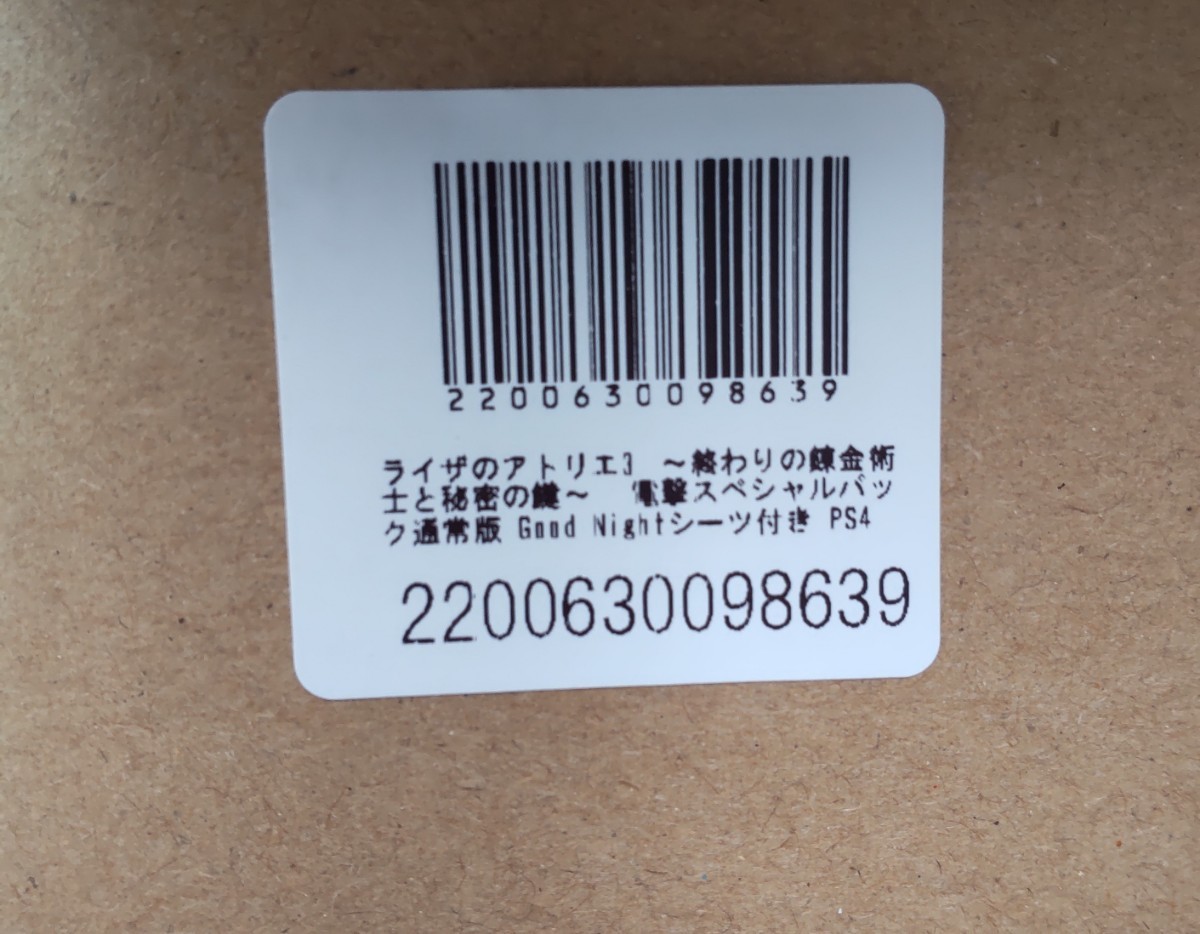 2200630098639
ライザのアトリエ3 ～終わりの錬金術
士と秘密の鍵～　電撃スペシャルパッ
ク通常版 Good Nightシーツ付き PS4
2200630098639